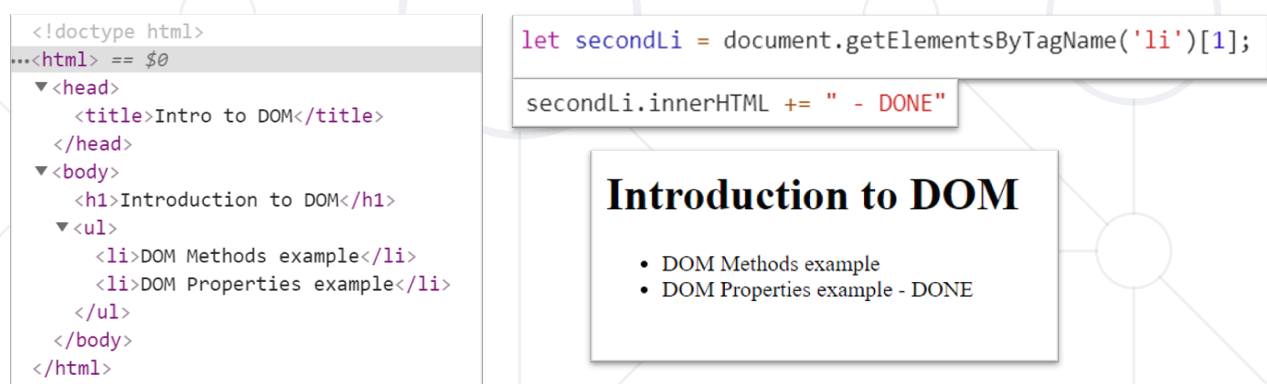 <!doctype html>
•••<html> == $0
▼<head>
<title>Intro to DOM</title>
</head>
▼<body>
<h1>Introduction to DOM</h1>
▼<ul>
<li>DOM Methods example</li>
<li>DOM Properties example</li>
</ul>
</body>
</html>
let secondLi = document.getElementsByTagName('li')[1];
secondLi.innerHTML += " - DONE"
Introduction to DOM
• DOM Methods example
• DOM Properties example - DONE